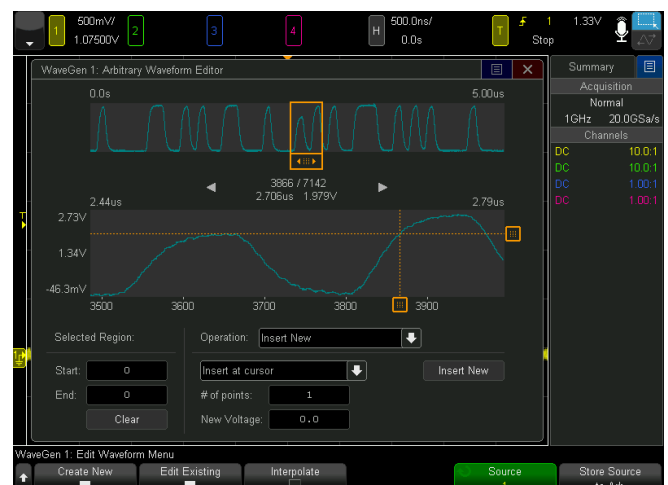 1 500mV/ 2 3 4 H 500.0ns/ T 1 1.33V
1.07500V 0.0s Stop
WaveGen 1: Arbitrary Waveform Editor
Summary
Acquisition
Normal
1GHz 20.0GSa/s
Channels
DC 10.0:1
DC 10.0:1
DC 1.00:1
DC 1.00:1
0.0s 5.00us
3866 / 7142
2.706us 1.979V
2.44us 2.79us
2.73V
1.34V
-46.3mV
3500 3600 3700 3800 3900
T
Selected Region:
Start: 0
End: 0
Clear
Operation: Insert New
Insert at cursor
Insert New
# of points: 1
New Voltage: 0.0
WaveGen 1: Edit Waveform Menu
Create New Edit Existing Interpolate Source Store Source